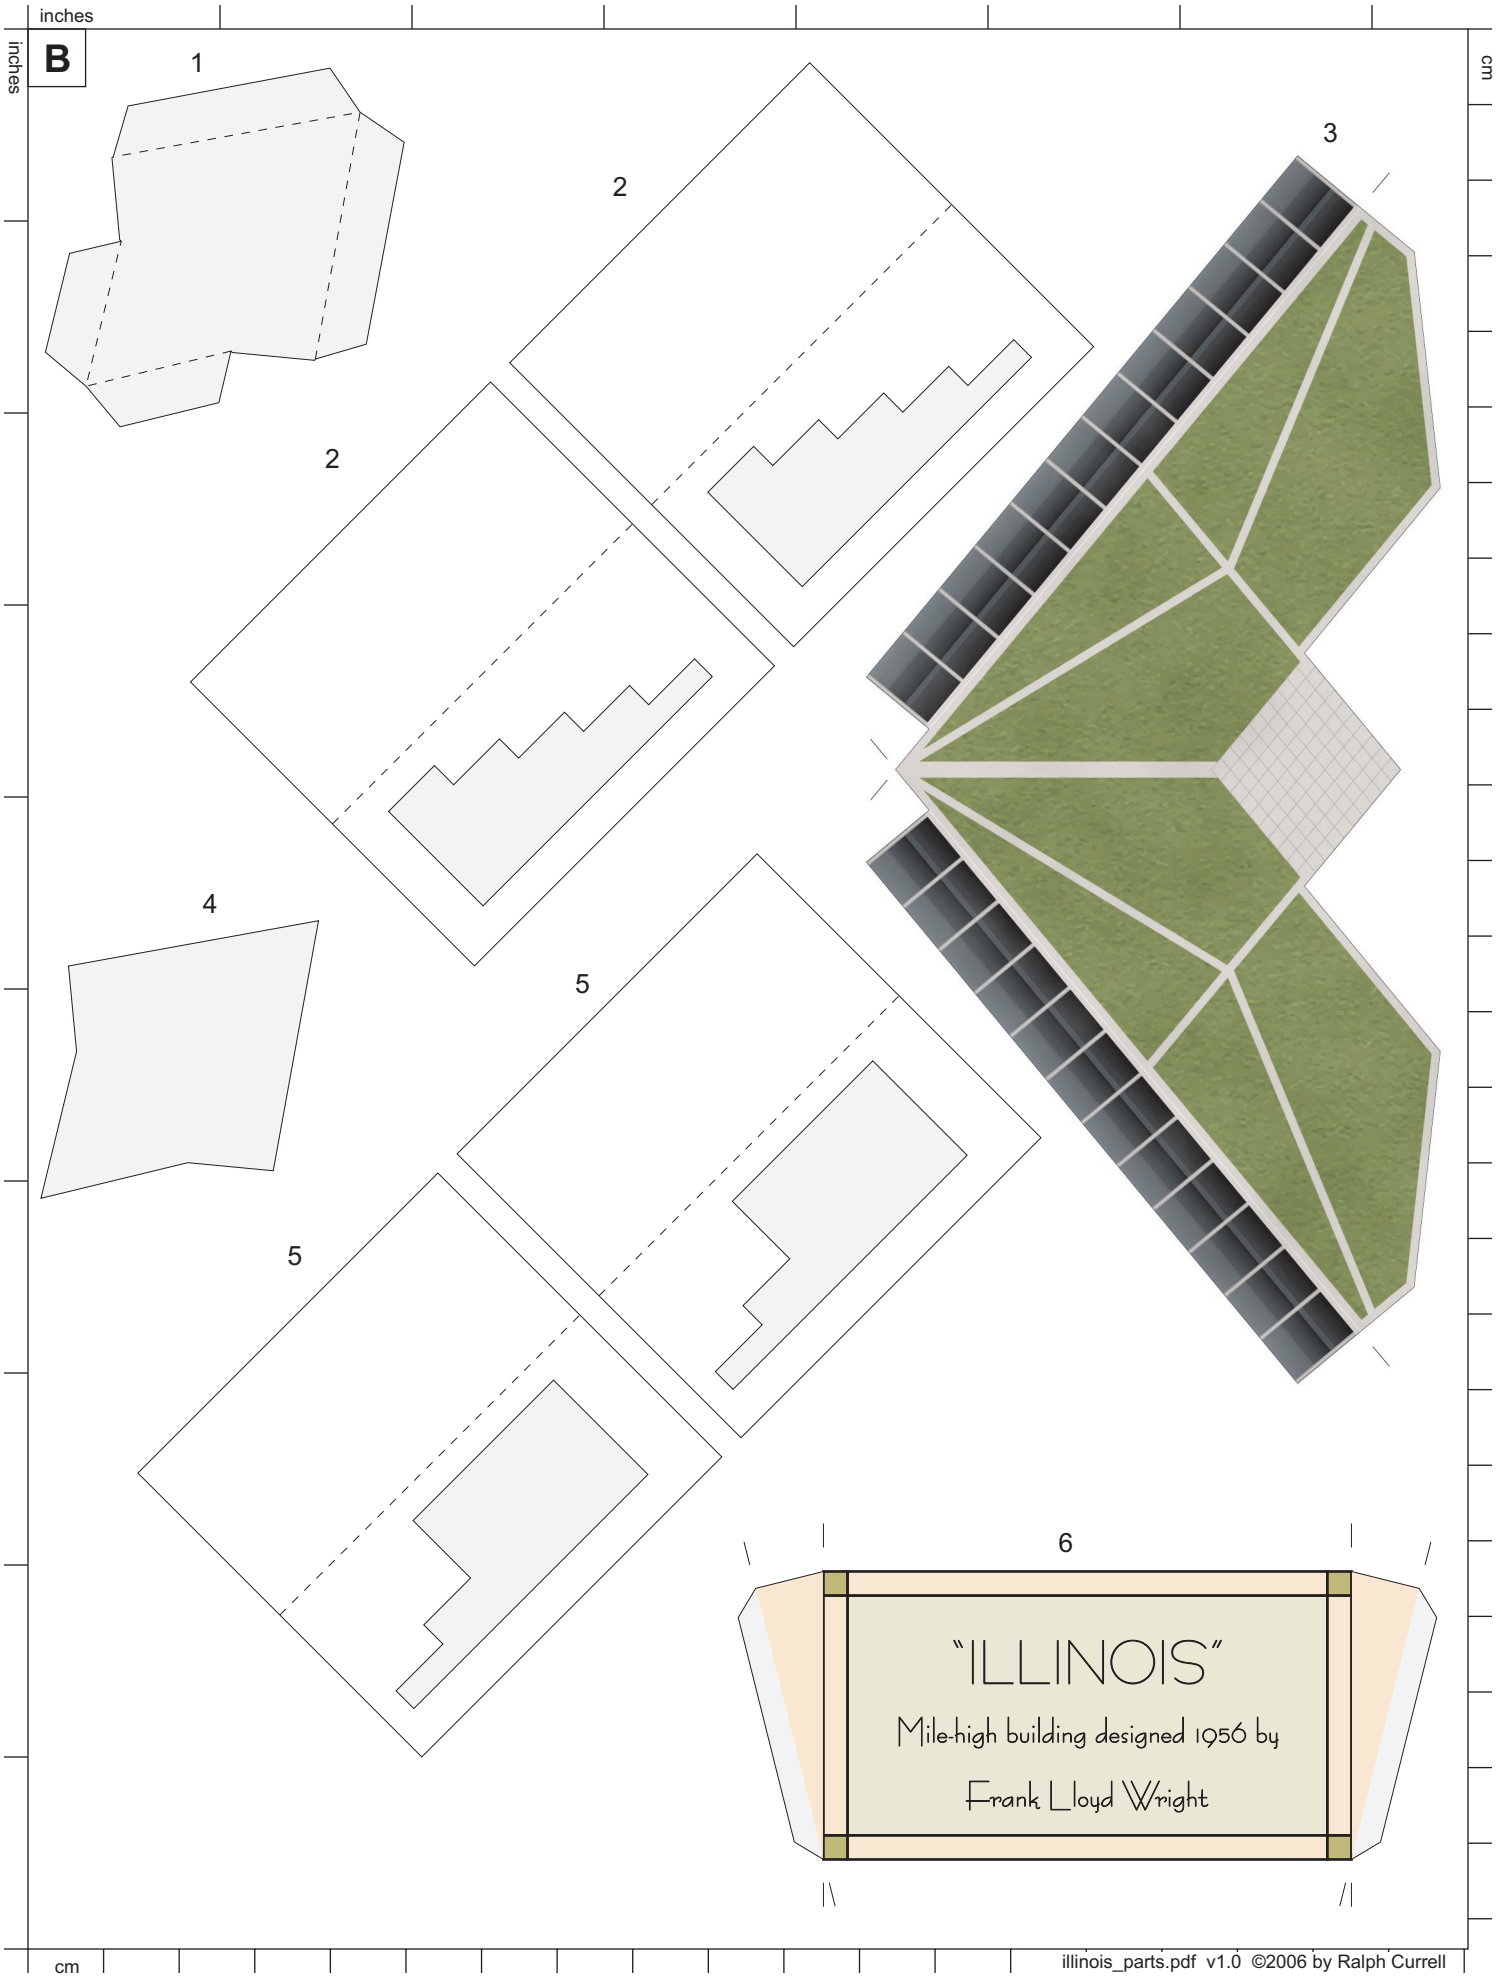 inches
inches
B
1
2
3
cm
2
4
5
5
6
“ILLINOIS”
Mile-high building designed 1956 by
Frank Lloyd Wright
cm
illinois_parts.pdf v1.0 ©2006 by Ralph Currell